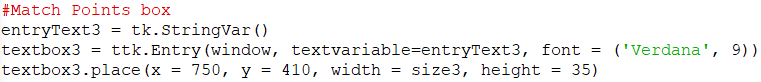 #Match Points box
entryText3 = tk.StringVar()
textbox3 = ttk.Entry(window, textvariable=entryText3, font = ('Verdana', 9))
textbox3.place(x = 750, y = 410, width = size3, height = 35)